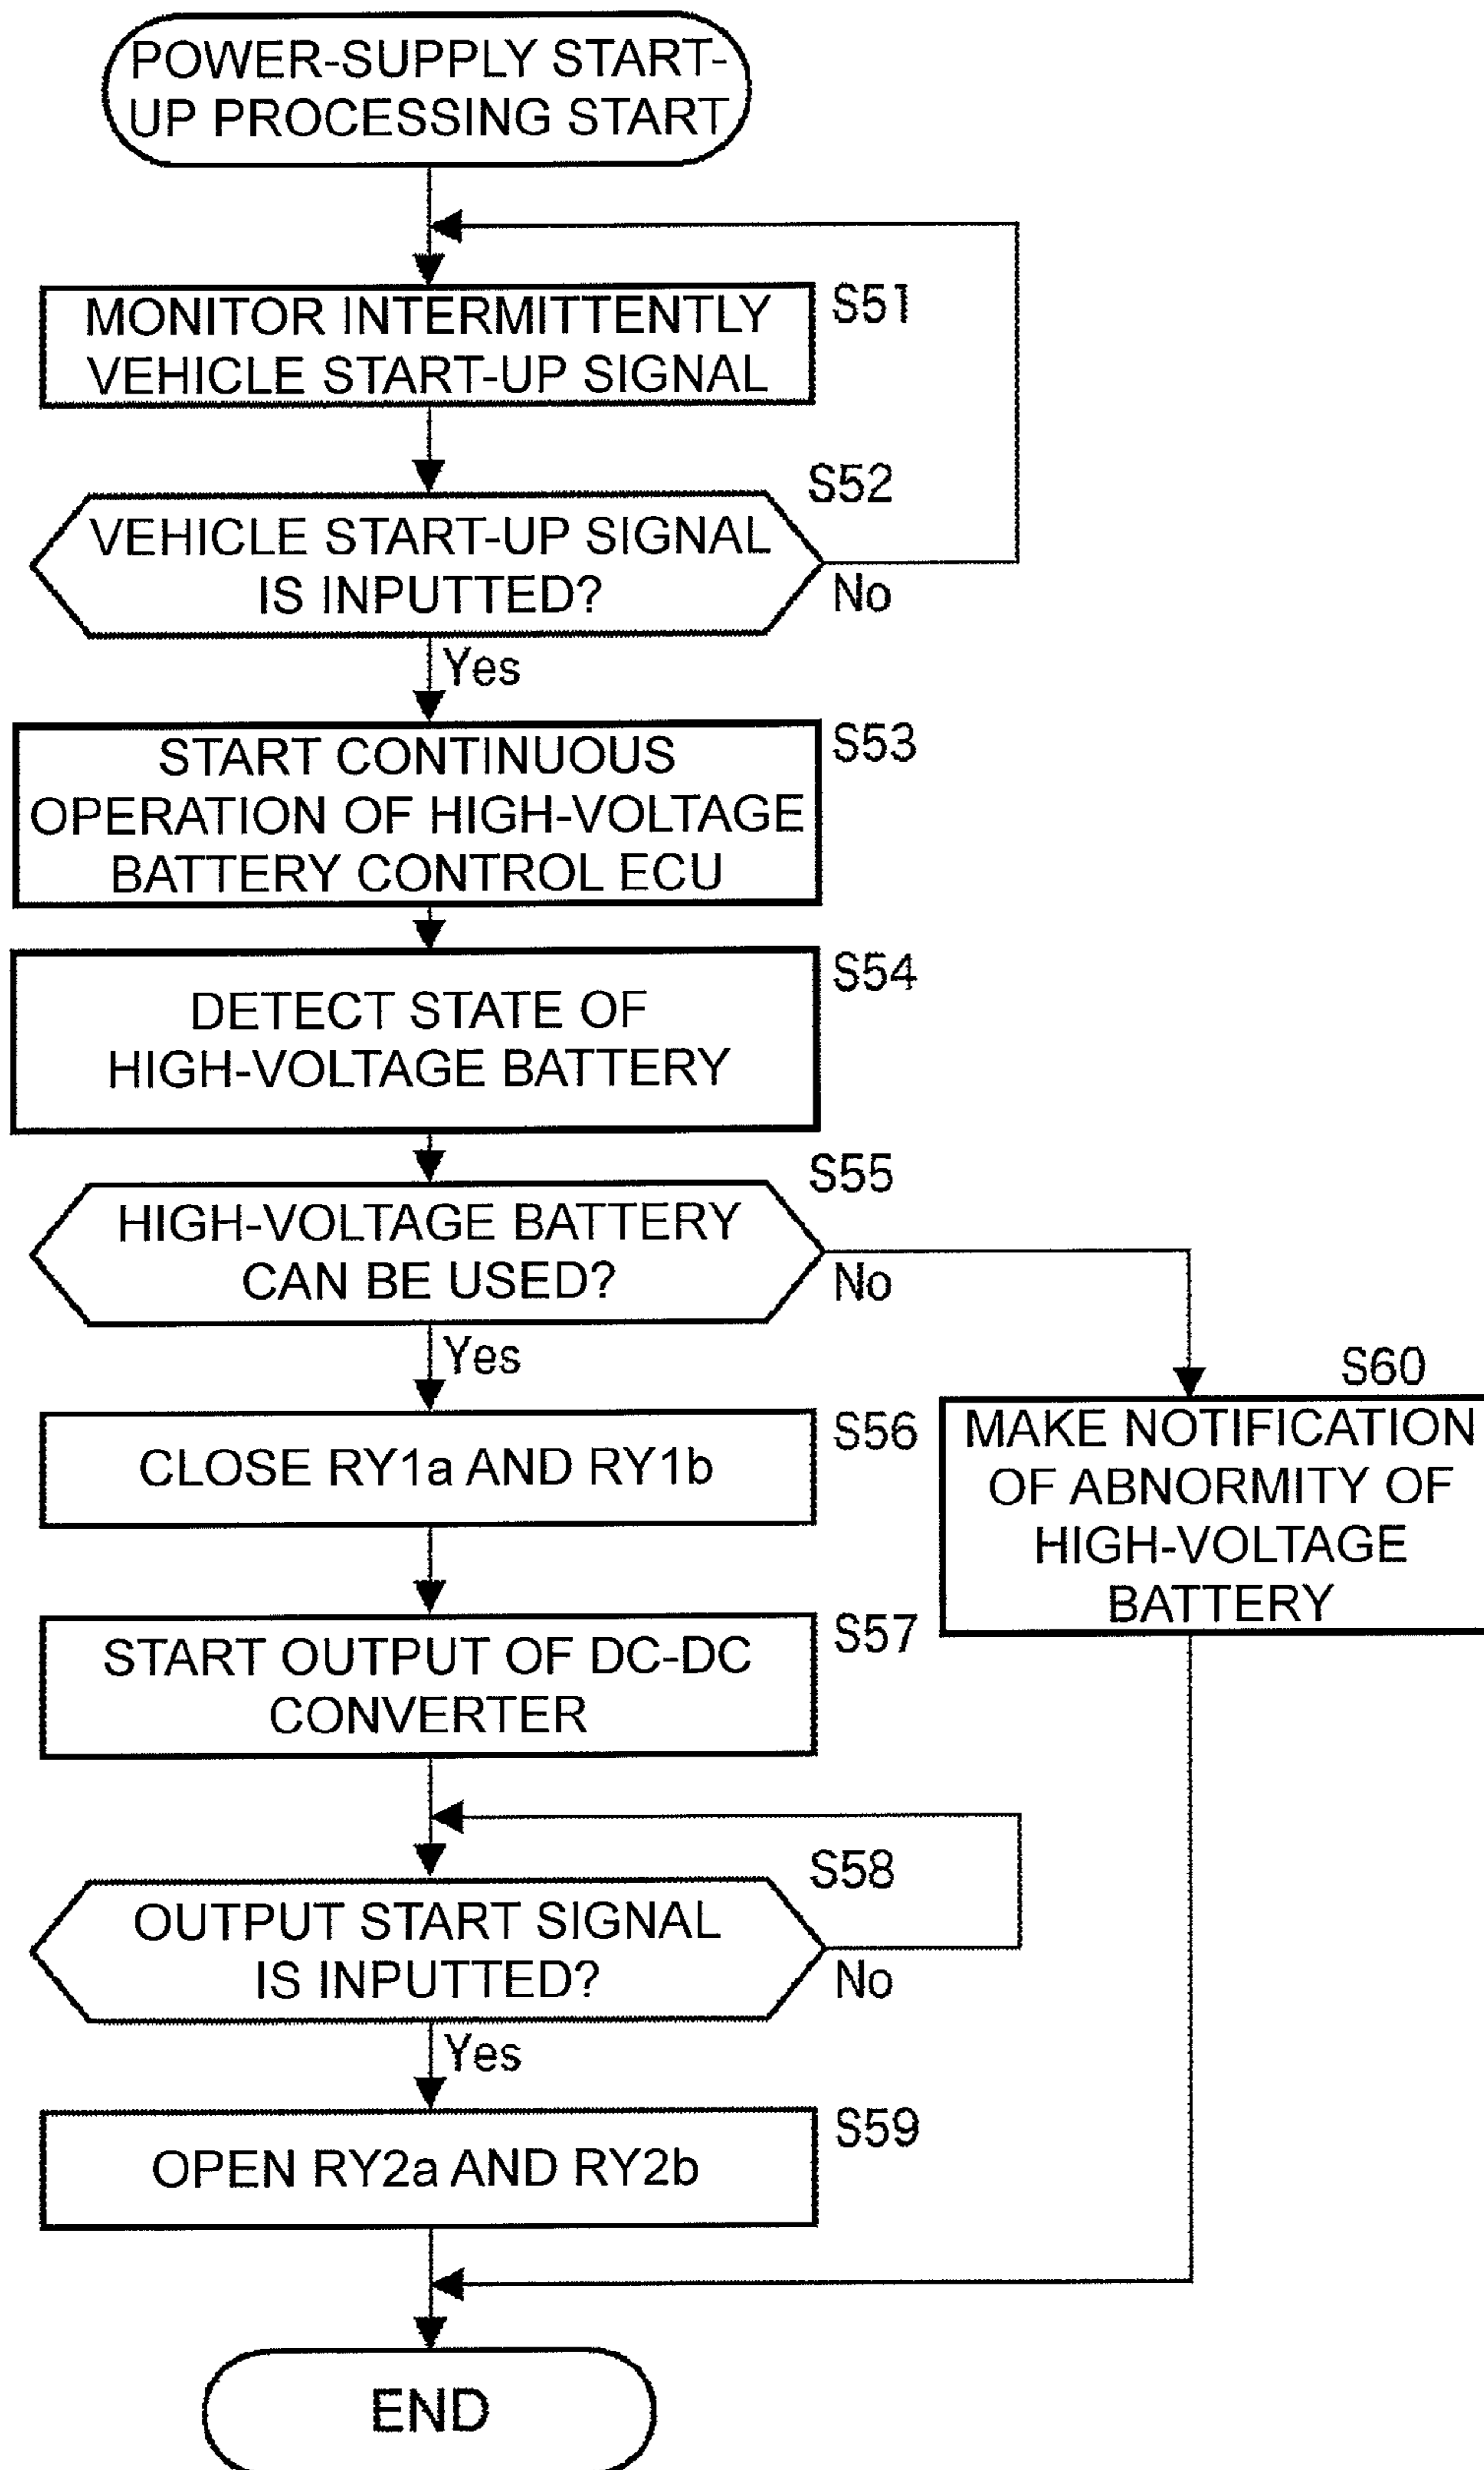 POWER-SUPPLY START-
UP PROCESSING START
MONITOR INTERMITTENTLY
VEHICLE START-UP SIGNAL
S51
S52
VEHICLE START-UP SIGNAL
IS INPUTTED?
No
Yes
START CONTINUOUS
OPERATION OF HIGH-VOLTAGE
BATTERY CONTROL ECU
S53
DETECT STATE OF
HIGH-VOLTAGE BATTERY
S54
S55
HIGH-VOLTAGE BATTERY
CAN BE USED?
No
Yes
CLOSE RY1a AND RY1b
S56
S60
MAKE NOTIFICATION
OF ABNORMITY OF
HIGH-VOLTAGE
BATTERY
START OUTPUT OF DC-DC
CONVERTER
S57
S58
OUTPUT START SIGNAL
IS INPUTTED?
No
Yes
OPEN RY2a AND RY2b
S59
END